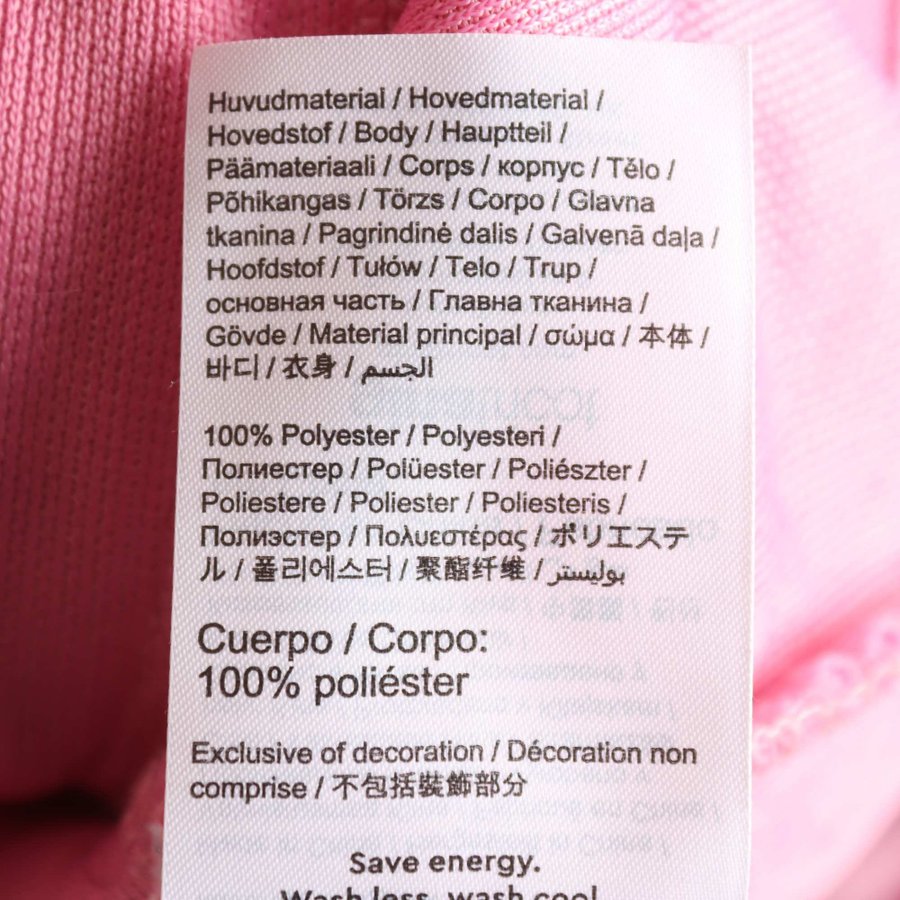 Huvudmaterial / Hovedmaterial /
Hovedstof / Body / Hauptteil /
Päämateriaali / Corps / корпус / Tělo /
Põhikangas / Törzs / Corpo / Glavna
tkanina / Pagrindinė dalis / Galvenā daļa /
Hoofdstof / Tułów / Telo / Trup /
основная часть / Главна тканина /
Gövde / Material principal / σώμα / 本体 /
바디 / 衣身 / الجسم
100% Polyester / Polyesteri /
Полиестер / Polüester / Poliészter /
Poliestere / Poliester / Poliesteris /
Полиэстер / Πολυεστέρας / ポリエステ
ル / 폴리에스터 / 聚酯纤维 / بوليستر
Cuerpo / Corpo:
100% poliéster
Exclusive of decoration / Décoration non
comprise / 不包括裝飾部分
Save energy.
Wash less, wash cool